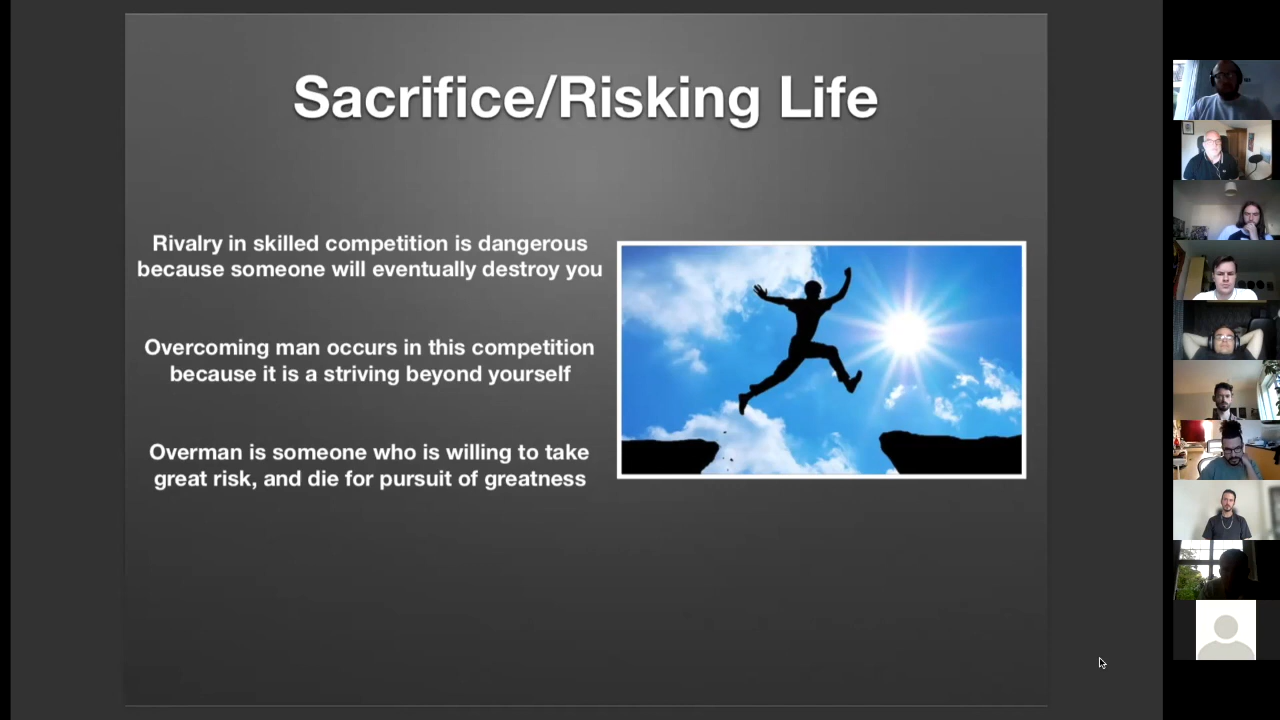 Sacrifice/Risking Life
Rivalry in skilled competition is dangerous
because someone will eventually destroy you
Overcoming man occurs in this competition
because it is a striving beyond yourself
Overman is someone who is willing to take
great risk, and die for pursuit of greatness